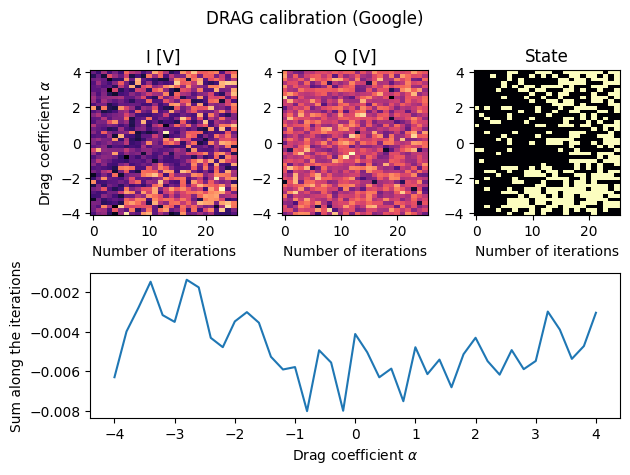 DRAG calibration (Google)
I [V] Q [V] State
Drag coefficient α
4
2
0
−2
−4
0 10 20
Number of iterations
4
2
0
−2
−4
0 10 20
Number of iterations
4
2
0
−2
−4
0 10 20
Number of iterations
Sum along the iterations
−0.002
−0.004
−0.006
−0.008
−4 −3 −2 −1 0 1 2 3 4
Drag coefficient α